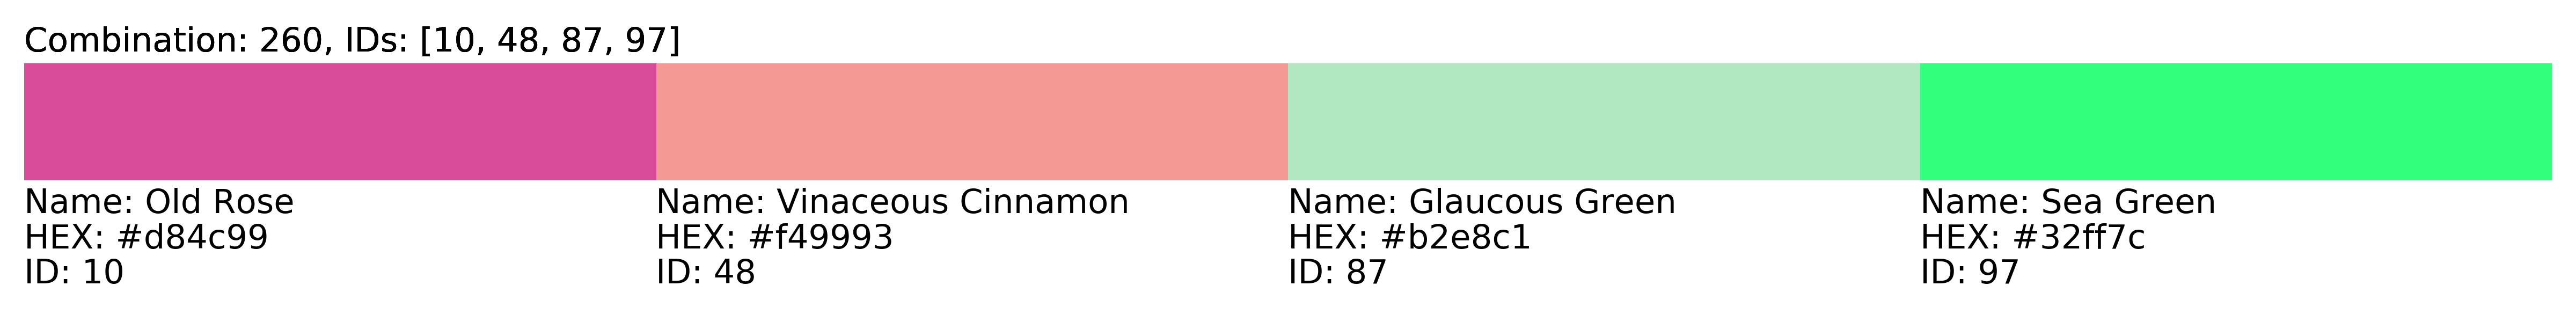 Combination: 260, IDs: [10, 48, 87, 97]
Name: Old Rose
HEX: #d84c99
ID: 10
Name: Vinaceous Cinnamon
HEX: #f49993
ID: 48
Name: Glaucous Green
HEX: #b2e8c1
ID: 87
Name: Sea Green
HEX: #32ff7c
ID: 97